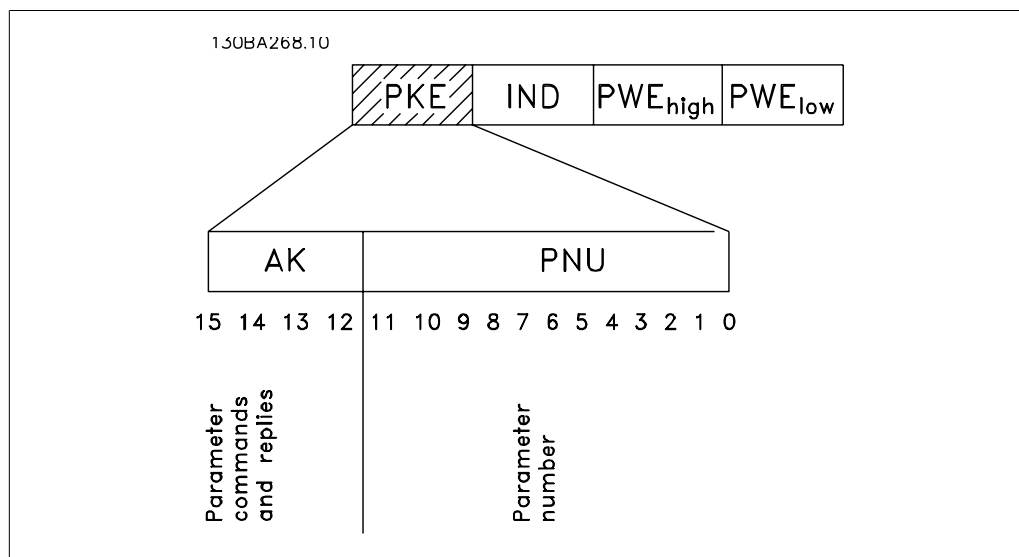 130BA268.10
PKE IND PWEhigh PWElow
AK PNU
15 14 13 12 11 10 9 8 7 6 5 4 3 2 1 0
Parameter
commands
and replies
Parameter
number